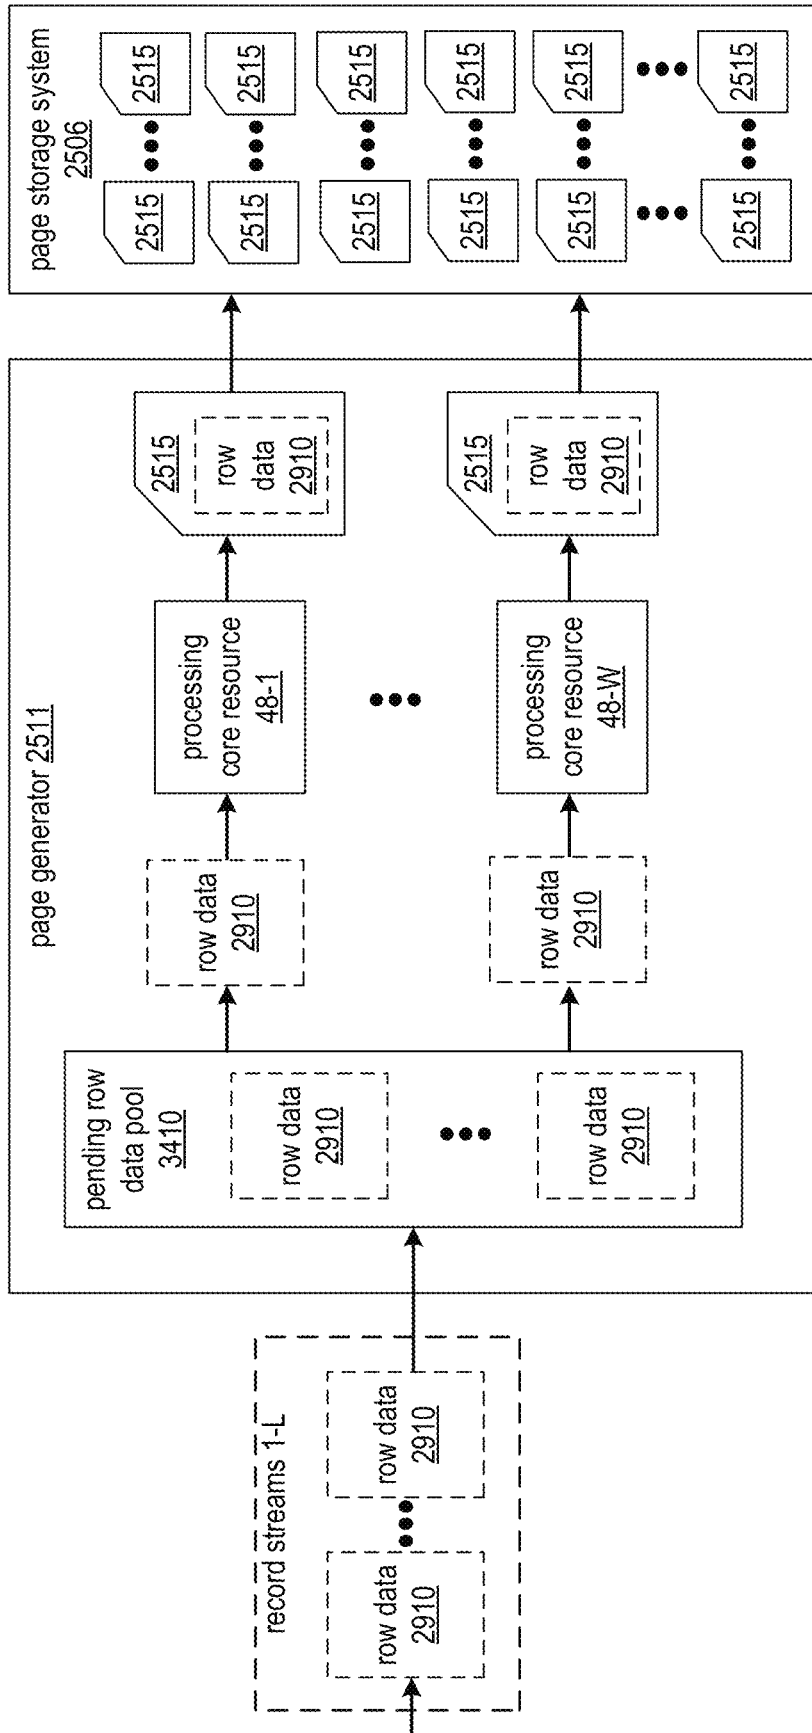 record streams 1-L
row data
2910
row data
2910
page generator 2511
pending row
data pool
3410
row data
2910
row data
2910
row data
2910
processing
core resource
48-1
2515
row
data
2910
row data
2910
processing
core resource
48-W
2515
row
data
2910
page storage system
2506
2515
2515
2515
2515
2515
2515
2515
2515
2515
2515
2515
2515